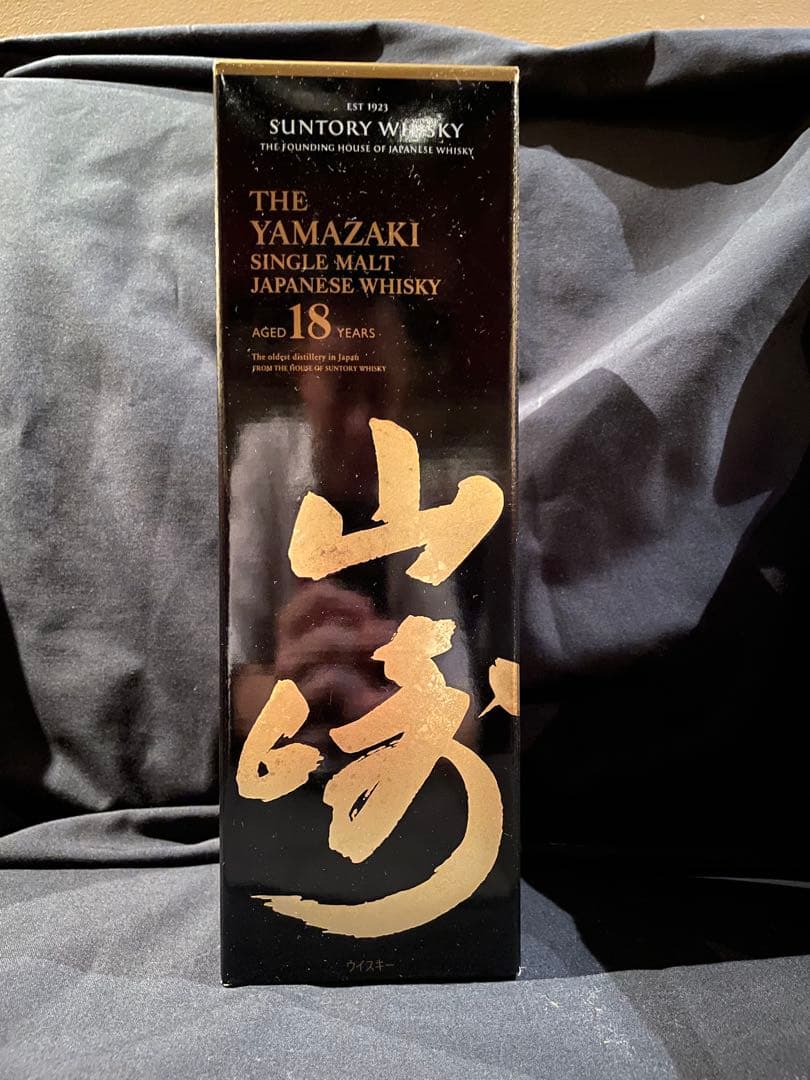 EST 1923
SUNTORY WHISKY
THE FOUNDING HOUSE OF JAPANESE WHISKY
THE
YAMAZAKI
SINGLE MALT
JAPANESE WHISKY
AGED 18 YEARS
The oldest distillery in Japan
FROM THE HOUSE OF SUNTORY WHISKY
山崎
ウイスキー